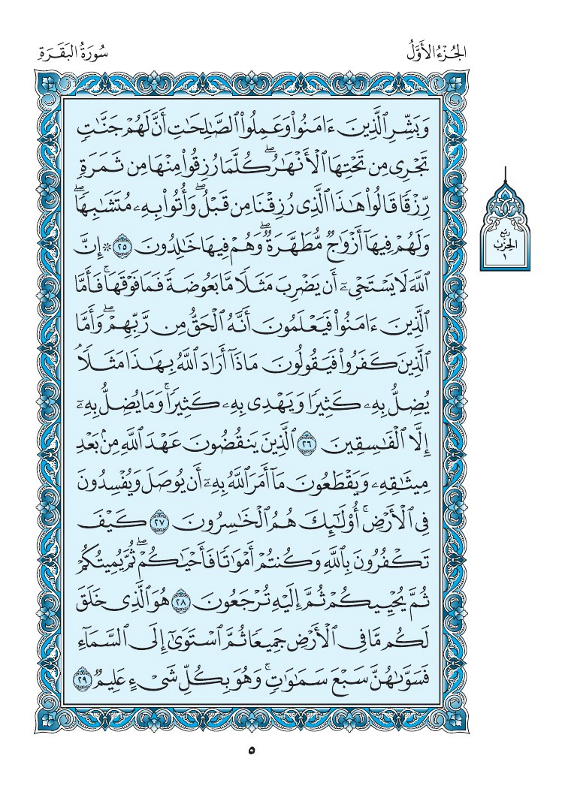 الجُزْءُ الأَوَّلُ
سُورَةُ البَقَرَةِ
وَبَشِّرِ ٱلَّذِينَ ءَامَنُوا۟ وَعَمِلُوا۟ ٱلصَّـٰلِحَـٰتِ أَنَّ لَهُمْ جَنَّـٰتٍ
تَجْرِى مِن تَحْتِهَا ٱلْأَنْهَـٰرُ ۖ كُلَّمَا رُزِقُوا۟ مِنْهَا مِن ثَمَرَةٍ
رِّزْقًا قَالُوا۟ هَـٰذَا ٱلَّذِى رُزِقْنَا مِن قَبْلُ ۖ وَأُتُوا۟ بِهِۦ مُتَشَـٰبِهًا ۖ
وَلَهُمْ فِيهَآ أَزْوَٰجٌ مُّطَهَّرَةٌ ۖ وَهُمْ فِيهَا خَـٰلِدُونَ ٢٥ ۞ إِنَّ
ٱللَّهَ لَا يَسْتَحْىِۦٓ أَن يَضْرِبَ مَثَلًا مَّا بَعُوضَةً فَمَا فَوْقَهَا ۚ فَأَمَّا
ٱلَّذِينَ ءَامَنُوا۟ فَيَعْلَمُونَ أَنَّهُ ٱلْحَقُّ مِن رَّبِّهِمْ ۖ وَأَمَّا
ٱلَّذِينَ كَفَرُوا۟ فَيَقُولُونَ مَاذَآ أَرَادَ ٱللَّهُ بِهَـٰذَا مَثَلًا ۘ
يُضِلُّ بِهِۦ كَثِيرًا وَيَهْدِى بِهِۦ كَثِيرًا ۚ وَمَا يُضِلُّ بِهِۦٓ
إِلَّا ٱلْفَـٰسِقِينَ ٢٦ ٱلَّذِينَ يَنقُضُونَ عَهْدَ ٱللَّهِ مِنۢ بَعْدِ
مِيثَـٰقِهِۦ وَيَقْطَعُونَ مَآ أَمَرَ ٱللَّهُ بِهِۦٓ أَن يُوصَلَ وَيُفْسِدُونَ
فِى ٱلْأَرْضِ ۚ أُو۟لَـٰٓئِكَ هُمُ ٱلْخَـٰسِرُونَ ٢٧ كَيْفَ
تَكْفُرُونَ بِٱللَّهِ وَكُنتُمْ أَمْوَٰتًا فَأَحْيَـٰكُمْ ۖ ثُمَّ يُمِيتُكُمْ
ثُمَّ يُحْيِيكُمْ ثُمَّ إِلَيْهِ تُرْجَعُونَ ٢٨ هُوَ ٱلَّذِى خَلَقَ
لَكُم مَّا فِى ٱلْأَرْضِ جَمِيعًا ثُمَّ ٱسْتَوَىٰٓ إِلَى ٱلسَّمَآءِ
فَسَوَّىٰهُنَّ سَبْعَ سَمَـٰوَٰتٍ ۚ وَهُوَ بِكُلِّ شَىْءٍ عَلِيمٌ ٢٩
ربع
الحزب
١
٥